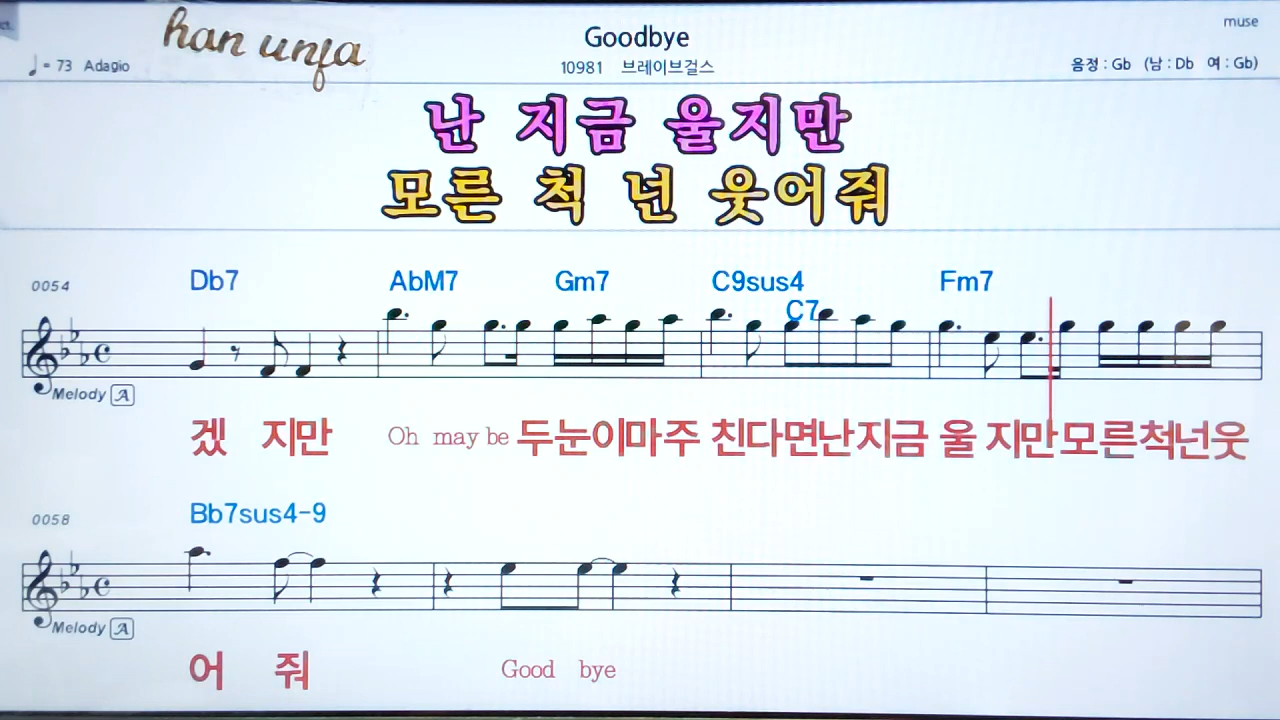 ct.
han unfa
Goodbye
muse
♩= 73 Adagio
10981 브레이브걸스
음정 : Gb (남 : Db 여 : Gb)
난 지금 울지만
모른 척 넌 웃어줘
0054 Db7 AbM7 Gm7 C9sus4 C7 Fm7
Melody A
겠 지만 Oh may be 두눈이마주 친다면난지금 울 지만모른척넌웃
0058 Bb7sus4-9
Melody A
어 줘 Good bye